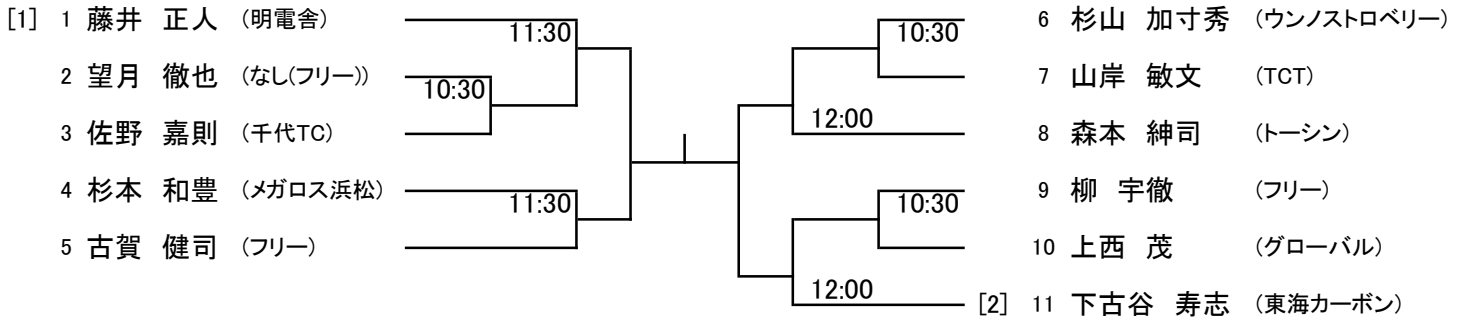 [1] 1 藤井 正人 (明電舎)
11:30
2 望月 徹也 (なし(フリー))
10:30
3 佐野 嘉則 (千代TC)
4 杉本 和豊 (メガロス浜松)
11:30
5 古賀 健司 (フリー)
6 杉山 加寸秀 (ウンノストロベリー)
10:30
7 山岸 敏文 (TCT)
12:00
8 森本 紳司 (トーシン)
9 柳 宇徹 (フリー)
10:30
10 上西 茂 (グローバル)
12:00
[2] 11 下古谷 寿志 (東海カーボン)